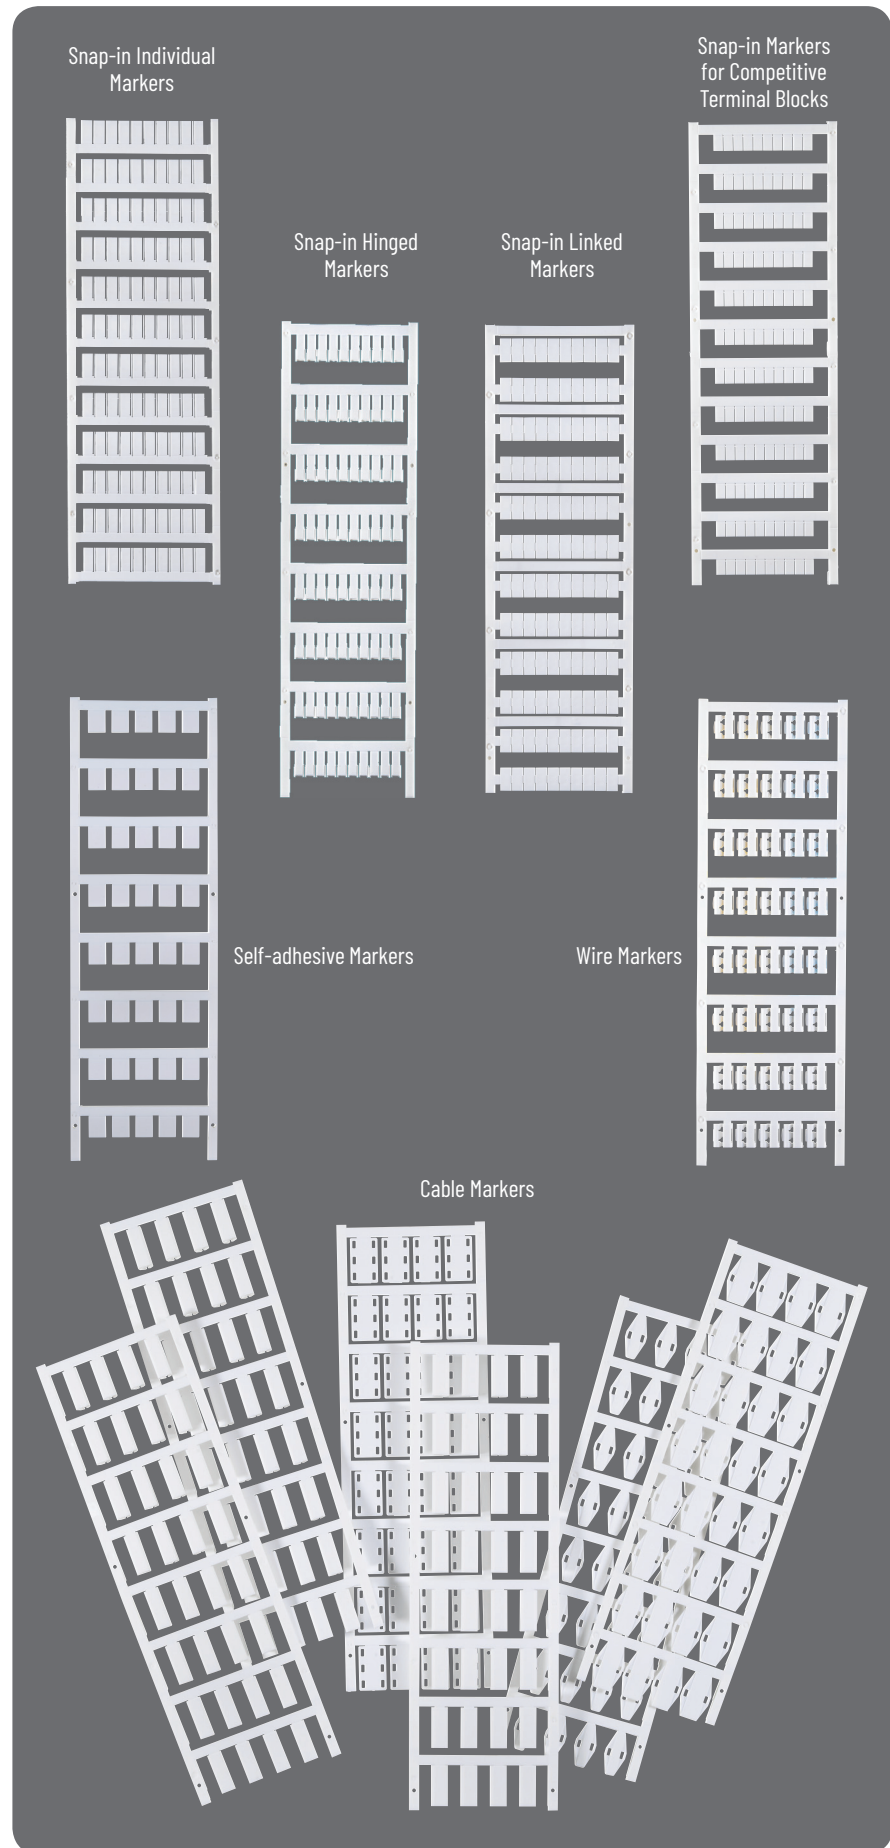 Snap-in Individual
Markers
Snap-in Markers
for Competitive
Terminal Blocks
Snap-in Hinged
Markers
Snap-in Linked
Markers
Self-adhesive Markers
Wire Markers
Cable Markers